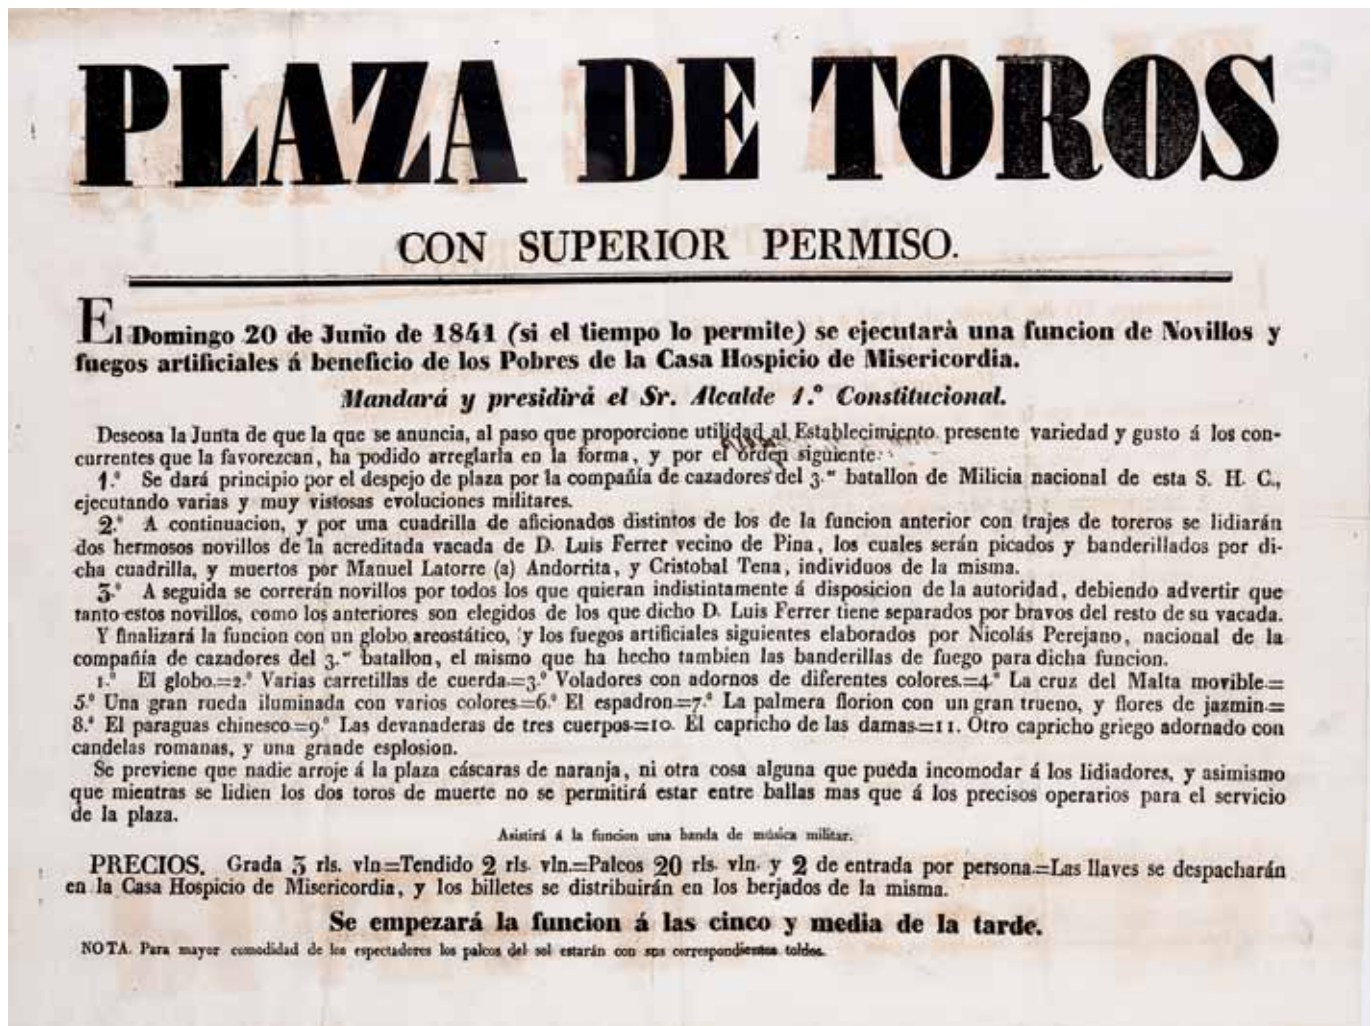 PLAZA DE TOROS
CON SUPERIOR PERMISO.
El Domingo 20 de Junio de 1841 (si el tiempo lo permite) se ejecutarà una funcion de Novillos y
fuegos artificiales á beneficio de los Pobres de la Casa Hospicio de Misericordia.
Mandará y presidirá el Sr. Alcalde 1.º Constitucional.
Deseosa la Junta de que la que se anuncia, al paso que proporcione utilidad al Establecimiento presente variedad y gusto á los con-
currentes que la favorezcan, ha podido arreglarla en la forma, y por el órden siguiente:
1.º Se dará principio por el despejo de plaza por la compañía de cazadores del 3.er batallon de Milicia nacional de esta S. H. C.,
ejecutando varias y muy vistosas evoluciones militares.
2.º A continuacion, y por una cuadrilla de aficionados distintos de los de la funcion anterior con trajes de toreros se lidiarán
dos hermosos novillos de la acreditada vacada de D. Luis Ferrer vecino de Pina, los cuales serán picados y banderillados por di-
cha cuadrilla, y muertos por Manuel Latorre (a) Andorrita, y Cristobal Tena, individuos de la misma.
3.º A seguida se correrán novillos por todos los que quieran indistintamente á disposicion de la autoridad, debiendo advertir que
tanto estos novillos, como los anteriores son elegidos de los que dicho D. Luis Ferrer tiene separados por bravos del resto de su vacada.
Y finalizará la funcion con un globo areostático, y los fuegos artificiales siguientes elaborados por Nicolás Perejano, nacional de la
compañía de cazadores del 3.er batallon, el mismo que ha hecho tambien las banderillas de fuego para dicha funcion.
1.º El globo.=2.º Varias carretillas de cuerda.=3.º Voladores con adornos de diferentes colores.=4.º La cruz del Malta movible.=
5.º Una gran rueda iluminada con varios colores.=6.º El espadron.=7.º La palmera florion con un gran trueno, y flores de jazmin.=
8.º El paraguas chinesco.=9.º Las devanaderas de tres cuerpos.=10. El capricho de las damas.=11. Otro capricho griego adornado con
candelas romanas, y una grande esplosion.
Se previene que nadie arroje á la plaza cáscaras de naranja, ni otra cosa alguna que pueda incomodar á los lidiadores, y asimismo
que mientras se lidien los dos toros de muerte no se permitirá estar entre ballas mas que á los precisos operarios para el servicio
de la plaza.
Asistirá á la funcion una banda de música militar.
PRECIOS. Grada 3 rls. vln.=Tendido 2 rls. vln.=Palcos 20 rls. vln. y 2 de entrada por persona.=Las llaves se despacharán
en la Casa Hospicio de Misericordia, y los billetes se distribuirán en los berjados de la misma.
Se empezará la funcion á las cinco y media de la tarde.
NOTA. Para mayor comodidad de los espectadores los palcos del sol estarán con sus correspondientes toldos.